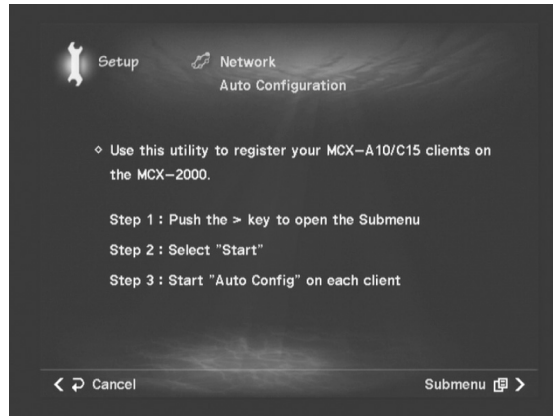 Setup
Network
Auto Configuration
Use this utility to register your MCX-A10/C15 clients on
the MCX-2000.
Step 1 : Push the > key to open the Submenu
Step 2 : Select "Start"
Step 3 : Start "Auto Config" on each client
< Cancel
Submenu >